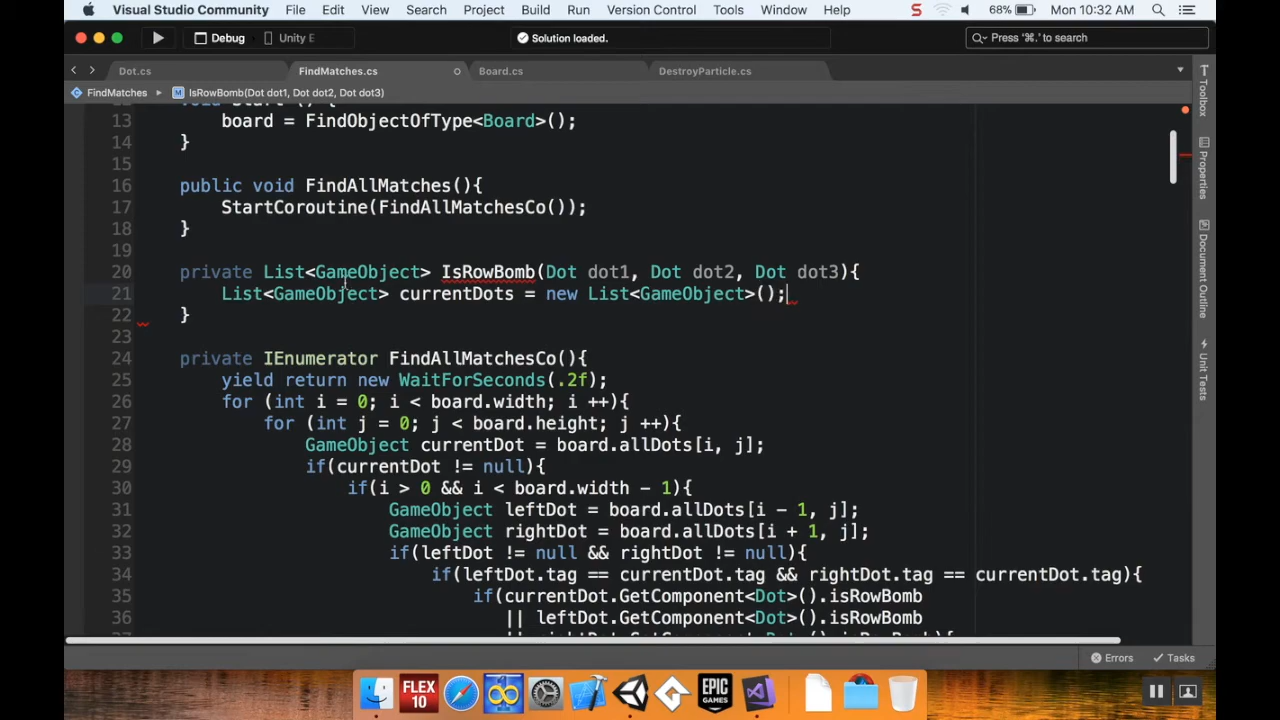 Visual Studio Community File Edit View Search Project Build Run Version Control Tools Window Help S 68% Mon 10:32 AM
Debug Unity E Solution loaded. Press '⌘.' to search
Dot.cs FindMatches.cs Board.cs DestroyParticle.cs
FindMatches ▸ M IsRowBomb(Dot dot1, Dot dot2, Dot dot3)
13 board = FindObjectOfType<Board>();
14 }
15
16 public void FindAllMatches(){
17 StartCoroutine(FindAllMatchesCo());
18 }
19
20 private List<GameObject> IsRowBomb(Dot dot1, Dot dot2, Dot dot3){
21 List<GameObject> currentDots = new List<GameObject>();
22 }
23
24 private IEnumerator FindAllMatchesCo(){
25 yield return new WaitForSeconds(.2f);
26 for (int i = 0; i < board.width; i ++){
27 for (int j = 0; j < board.height; j ++){
28 GameObject currentDot = board.allDots[i, j];
29 if(currentDot != null){
30 if(i > 0 && i < board.width - 1){
31 GameObject leftDot = board.allDots[i - 1, j];
32 GameObject rightDot = board.allDots[i + 1, j];
33 if(leftDot != null && rightDot != null){
34 if(leftDot.tag == currentDot.tag && rightDot.tag == currentDot.tag){
35 if(currentDot.GetComponent<Dot>().isRowBomb
36 || leftDot.GetComponent<Dot>().isRowBomb
Toolbox
Properties
Document Outline
Unit Tests
Errors Tasks
FLEX
10
EPIC
GAMES